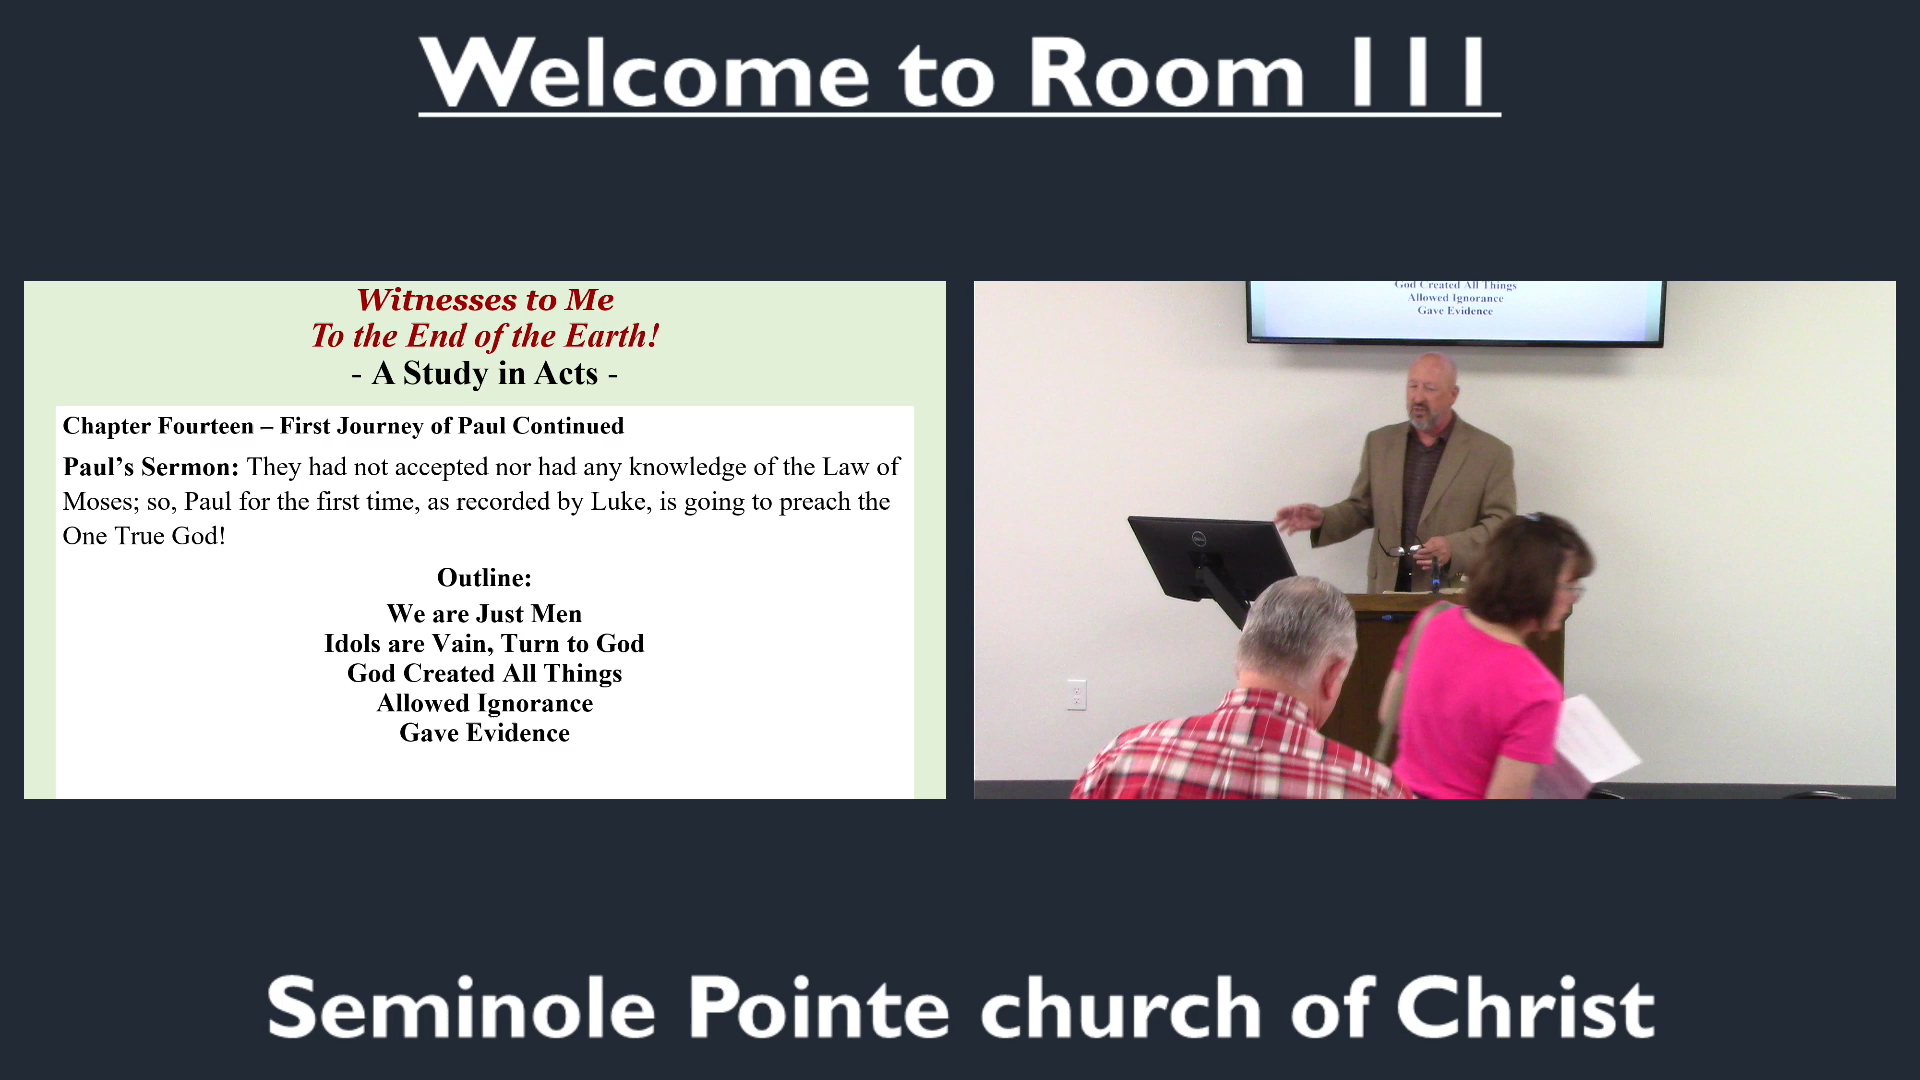 Welcome to Room 111
Witnesses to Me
To the End of the Earth!
- A Study in Acts -
Chapter Fourteen – First Journey of Paul Continued
Paul’s Sermon: They had not accepted nor had any knowledge of the Law of
Moses; so, Paul for the first time, as recorded by Luke, is going to preach the
One True God!
Outline:
We are Just Men
Idols are Vain, Turn to God
God Created All Things
Allowed Ignorance
Gave Evidence
God Created All Things
Allowed Ignorance
Gave Evidence
DELL
Seminole Pointe church of Christ